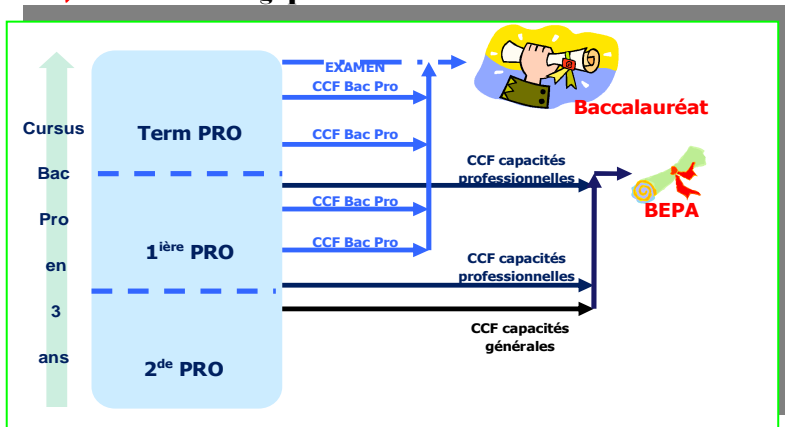 EXAMEN
CCF Bac Pro
Baccalauréat
Cursus
Term PRO
CCF Bac Pro
CCF capacités
professionnelles
Bac
CCF Bac Pro
BEPA
Pro
1ière PRO
CCF Bac Pro
CCF capacités
professionnelles
en
3
CCF capacités
générales
ans
2de PRO